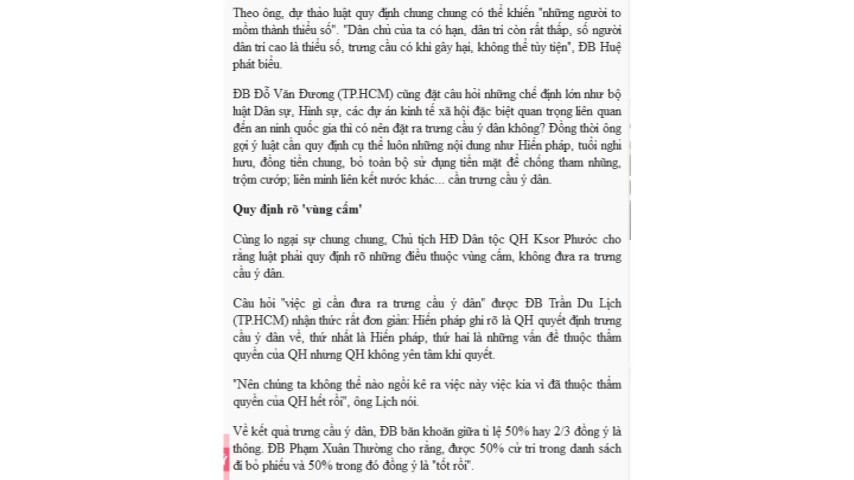 Theo ông, dự thảo luật quy định chung chung có thể khiến "những người to
mồm thành thiểu số". "Dân chủ của ta có hạn, dân trí còn rất thấp, số người
dân trí cao là thiểu số, trưng cầu có khi gây hại, không thể tùy tiện", ĐB Huệ
phát biểu.
ĐB Đỗ Văn Đương (TP.HCM) cũng đặt câu hỏi những chế định lớn như bộ
luật Dân sự, Hình sự, các dự án kinh tế xã hội đặc biệt quan trọng liên quan
đến an ninh quốc gia thì có nên đặt ra trưng cầu ý dân không? Đồng thời ông
gợi ý luật cần quy định cụ thể luôn những nội dung như Hiến pháp, tuổi nghỉ
hưu, đồng tiền chung, bỏ toàn bộ sử dụng tiền mặt để chống tham nhũng,
trộm cướp; liên minh liên kết nước khác... cần trưng cầu ý dân.
Quy định rõ 'vùng cấm'
Cùng lo ngại sự chung chung, Chủ tịch HĐ Dân tộc QH Ksor Phước cho
rằng luật phải quy định rõ những điều thuộc vùng cấm, không đưa ra trưng
cầu ý dân.
Câu hỏi "việc gì cần đưa ra trưng cầu ý dân" được ĐB Trần Du Lịch
(TP.HCM) nhận thức rất đơn giản: Hiến pháp ghi rõ là QH quyết định trưng
cầu ý dân về, thứ nhất là Hiến pháp, thứ hai là những vấn đề thuộc thẩm
quyền của QH nhưng QH không yên tâm khi quyết.
"Nên chúng ta không thể nào ngồi kê ra việc này việc kia vì đã thuộc thẩm
quyền của QH hết rồi", ông Lịch nói.
Về kết quả trưng cầu ý dân, ĐB băn khoăn giữa tỉ lệ 50% hay 2/3 đồng ý là
thông. ĐB Phạm Xuân Thường cho rằng, được 50% cử tri trong danh sách
đi bỏ phiếu và 50% trong đó đồng ý là "tốt rồi".